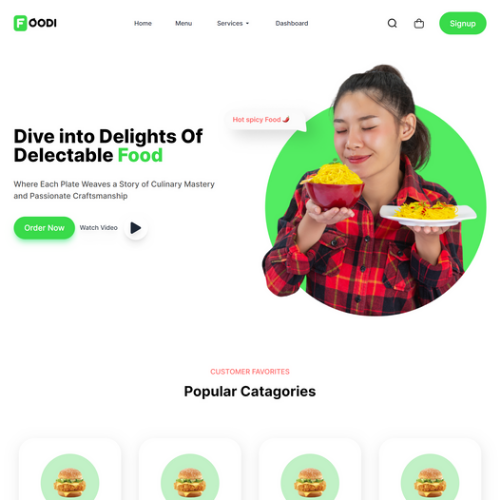 FOODI
Home Menu Services Dashboard Signup
Hot spicy Food
Dive into Delights Of
Delectable Food
Where Each Plate Weaves a Story of Culinary Mastery
and Passionate Craftsmanship
Order Now Watch Video
CUSTOMER FAVORITES
Popular Catagories